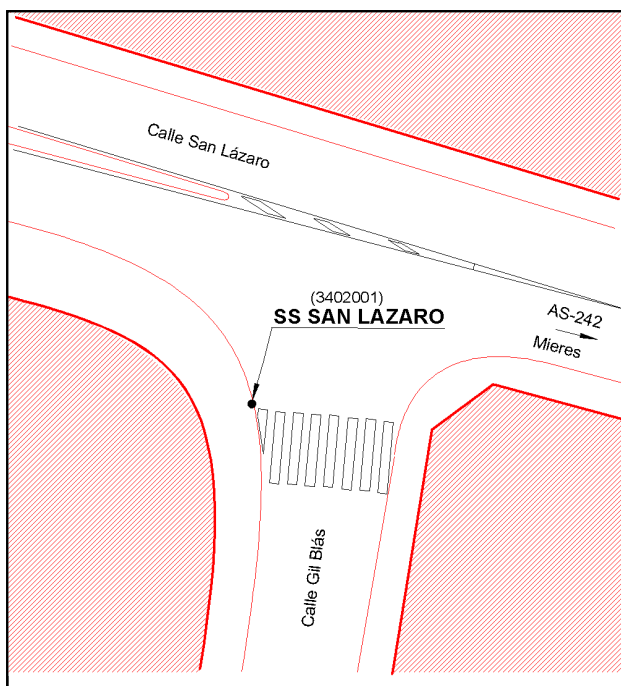 Calle San Lázaro
(3402001)
SS SAN LAZARO
AS-242
Mieres
Calle Gil Blás